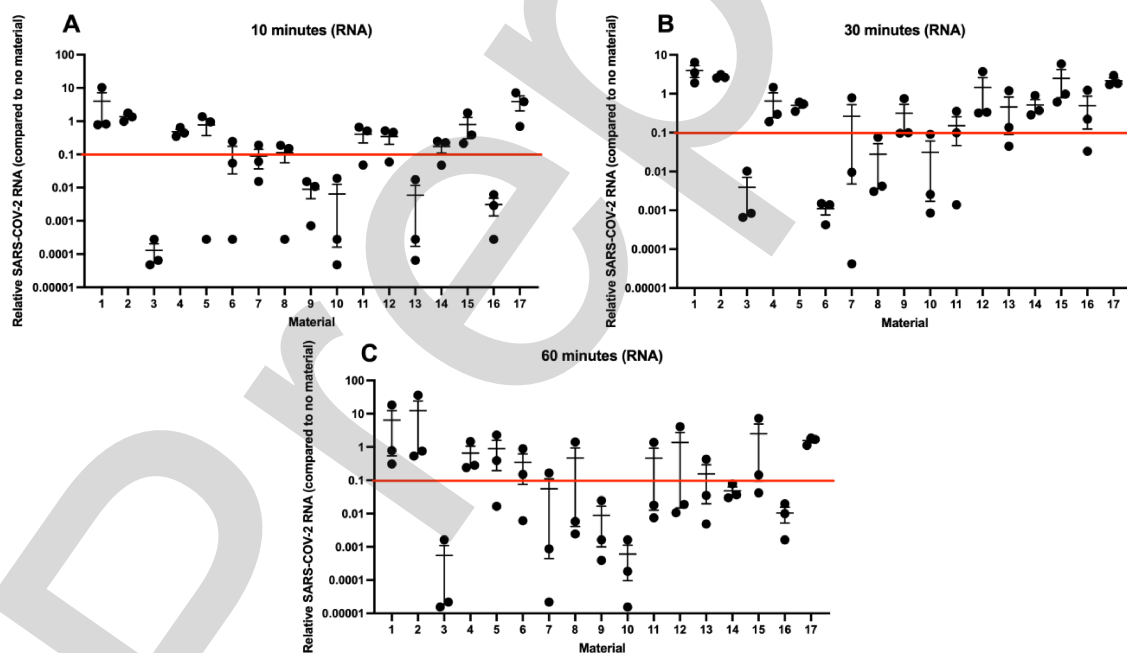 A
10 minutes (RNA)
Relative SARS-COV-2 RNA (compared to no material)
100
10
1
0.1
0.01
0.001
0.0001
0.00001
1 2 3 4 5 6 7 8 9 10 11 12 13 14 15 16 17
Material
B
30 minutes (RNA)
Relative SARS-COV-2 RNA (compared to no material)
10
1
0.1
0.01
0.001
0.0001
0.00001
1 2 3 4 5 6 7 8 9 10 11 12 13 14 15 16 17
Material
C
60 minutes (RNA)
Relative SARS-COV-2 RNA (compared to no material)
100
10
1
0.1
0.01
0.001
0.0001
0.00001
1 2 3 4 5 6 7 8 9 10 11 12 13 14 15 16 17
Material